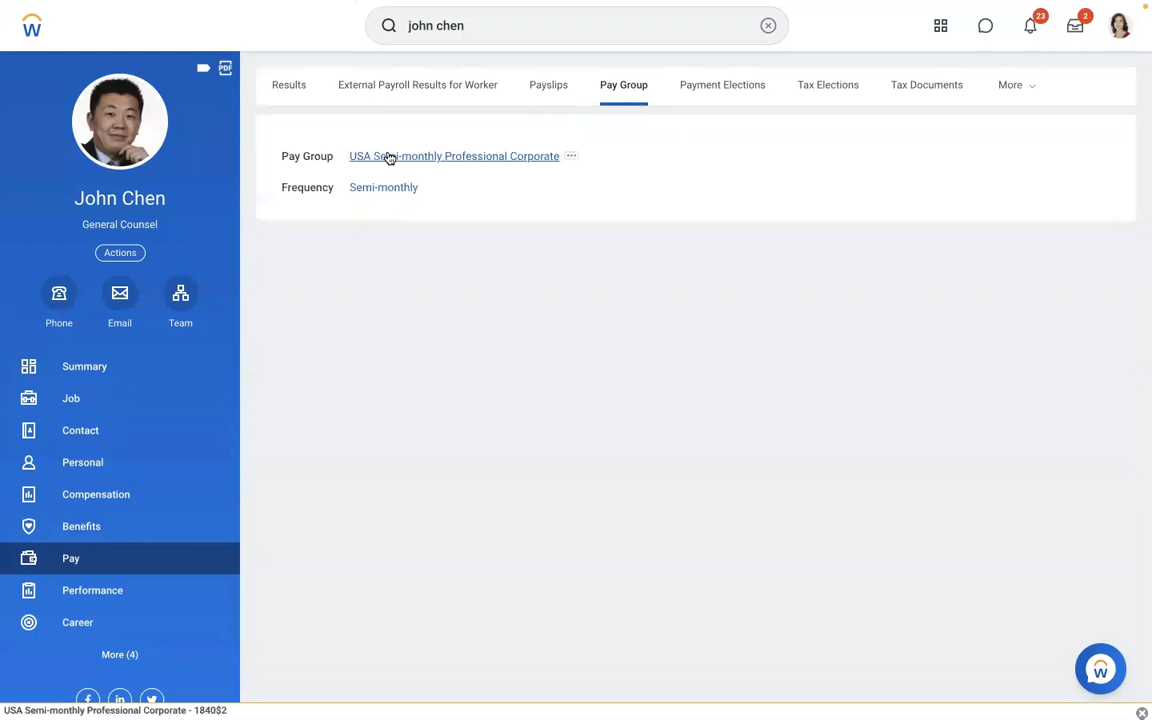 john chen
23
2
PDF
Results External Payroll Results for Worker Payslips Pay Group Payment Elections Tax Elections Tax Documents More
Pay Group USA Semi-monthly Professional Corporate
Frequency Semi-monthly
John Chen
General Counsel
Actions
Phone Email Team
Summary
Job
Contact
Personal
Compensation
Benefits
Pay
Performance
Career
More (4)
USA Semi-monthly Professional Corporate - 1840$2